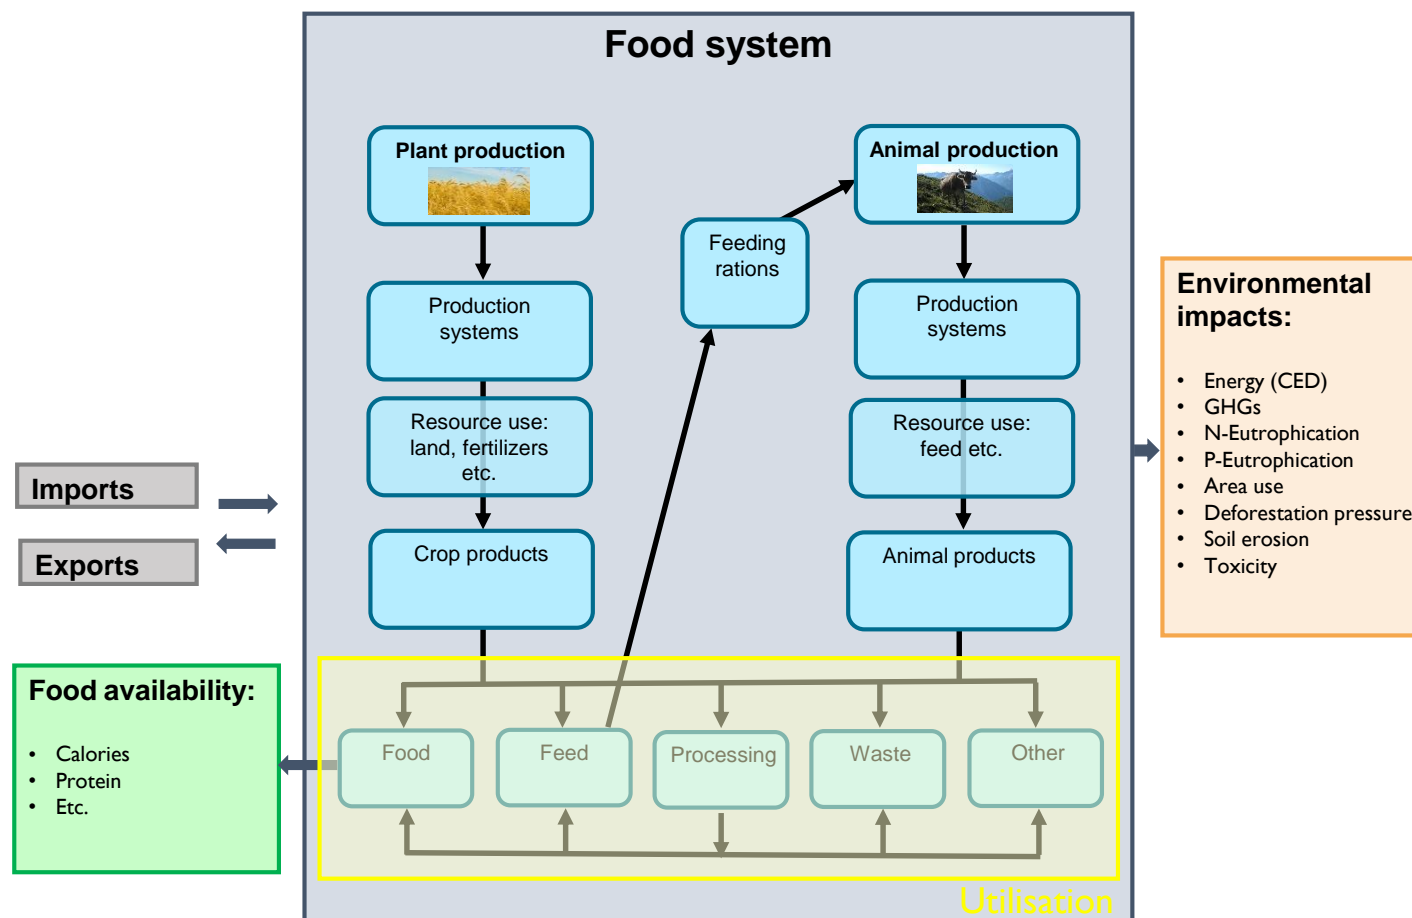 Food system
Plant production
Animal production
Feeding
rations
Production
systems
Production
systems
Environmental
impacts:
• Energy (CED)
• GHGs
• N-Eutrophication
• P-Eutrophication
• Area use
• Deforestation pressure
• Soil erosion
• Toxicity
Resource use:
land, fertilizers
etc.
Resource use:
feed etc.
Imports
Exports
Crop products
Animal products
Food availability:
• Calories
• Protein
• Etc.
Food
Feed
Processing
Waste
Other
Utilisation